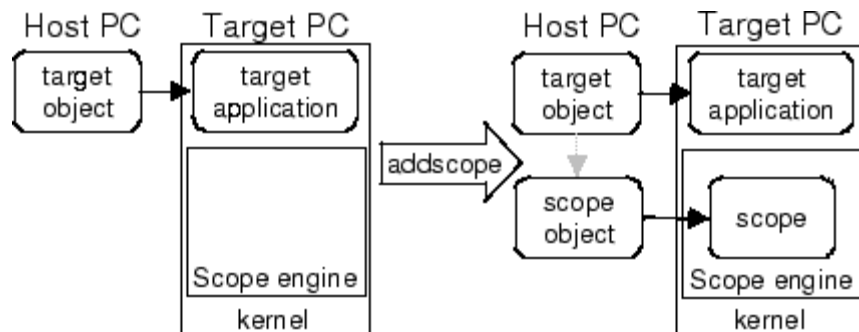 Host PC
Target PC
target
object
target
application
Scope engine
kernel
addscope
Host PC
Target PC
target
object
target
application
scope
object
scope
Scope engine
kernel